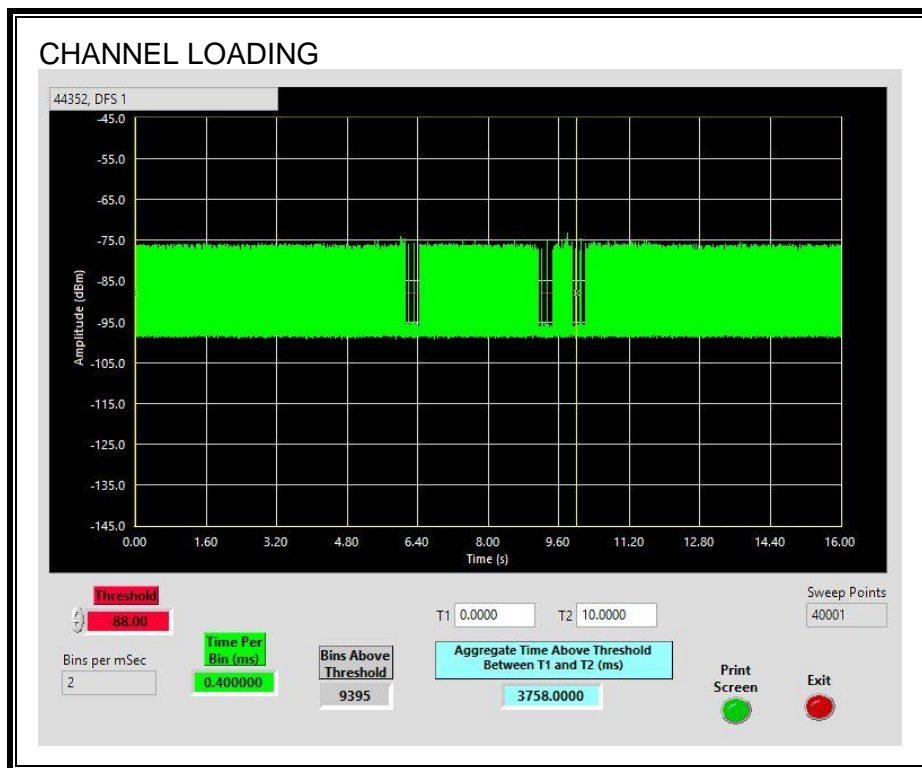 CHANNEL LOADING
44352, DFS 1
-45.0
-55.0
-65.0
-75.0
-85.0
-95.0
-105.0
-115.0
-125.0
-135.0
-145.0
Amplitude (dBm)
0.00 1.60 3.20 4.80 6.40 8.00 9.60 11.20 12.80 14.40 16.00
Time (s)
Threshold
-88.00
Bins per mSec
2
Time Per
Bin (ms)
0.400000
Bins Above
Threshold
9395
T1 0.0000 T2 10.0000
Aggregate Time Above Threshold
Between T1 and T2 (ms)
3758.0000
Sweep Points
40001
Print
Screen
Exit